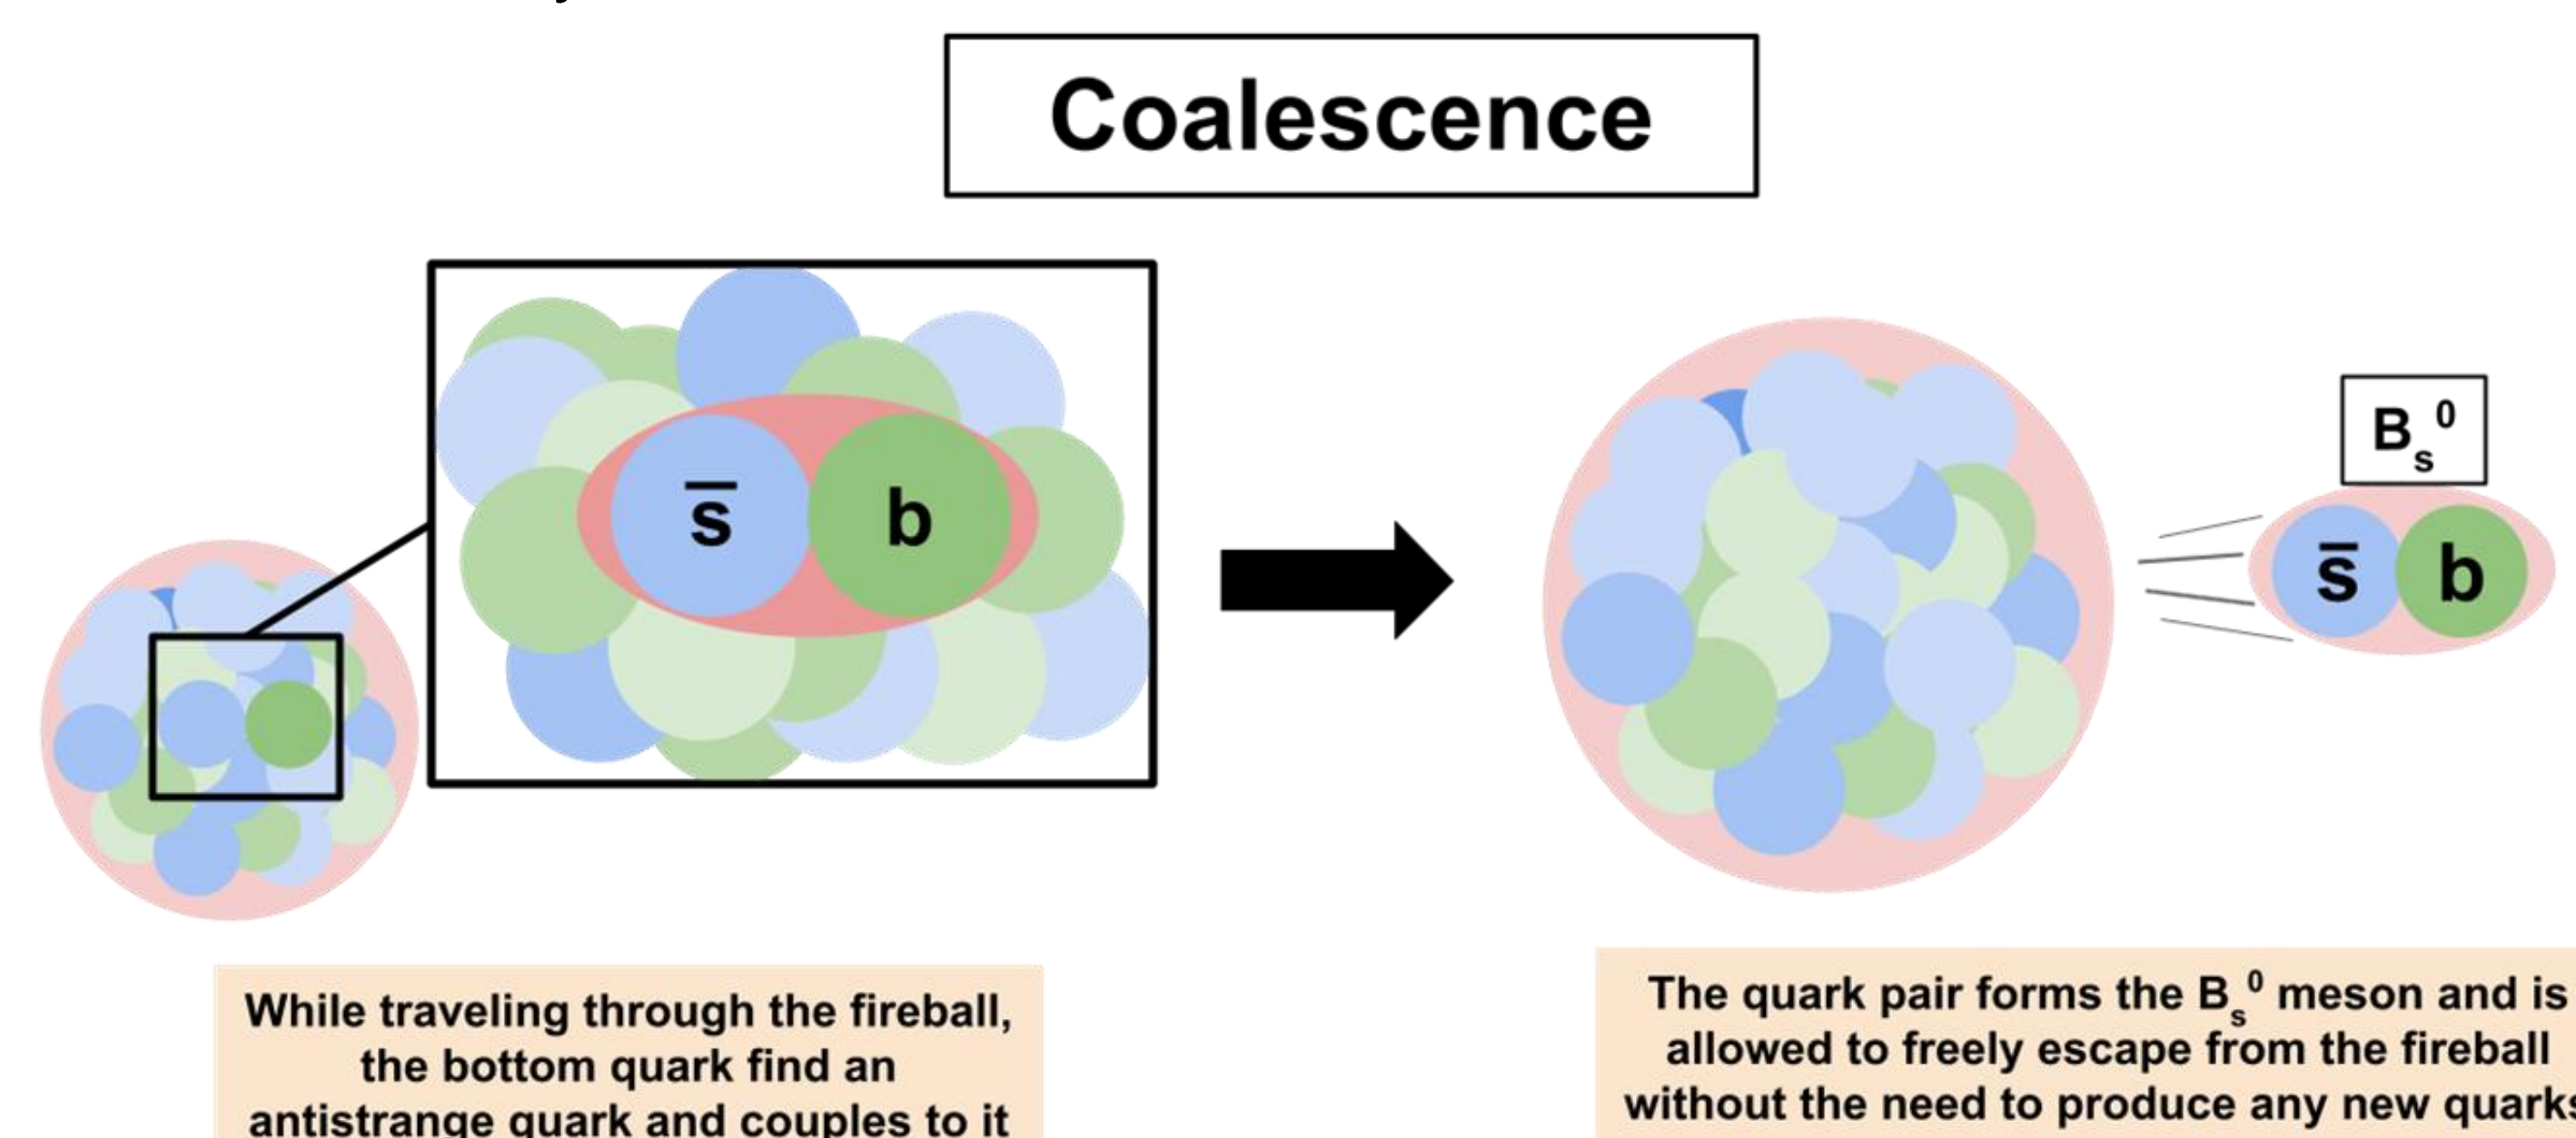 Coalescence
s̅ b
B_s^0
s̅ b
While traveling through the fireball,
the bottom quark find an
antistrange quark and couples to it
The quark pair forms the B_s^0 meson and is
allowed to freely escape from the fireball
without the need to produce any new quarks